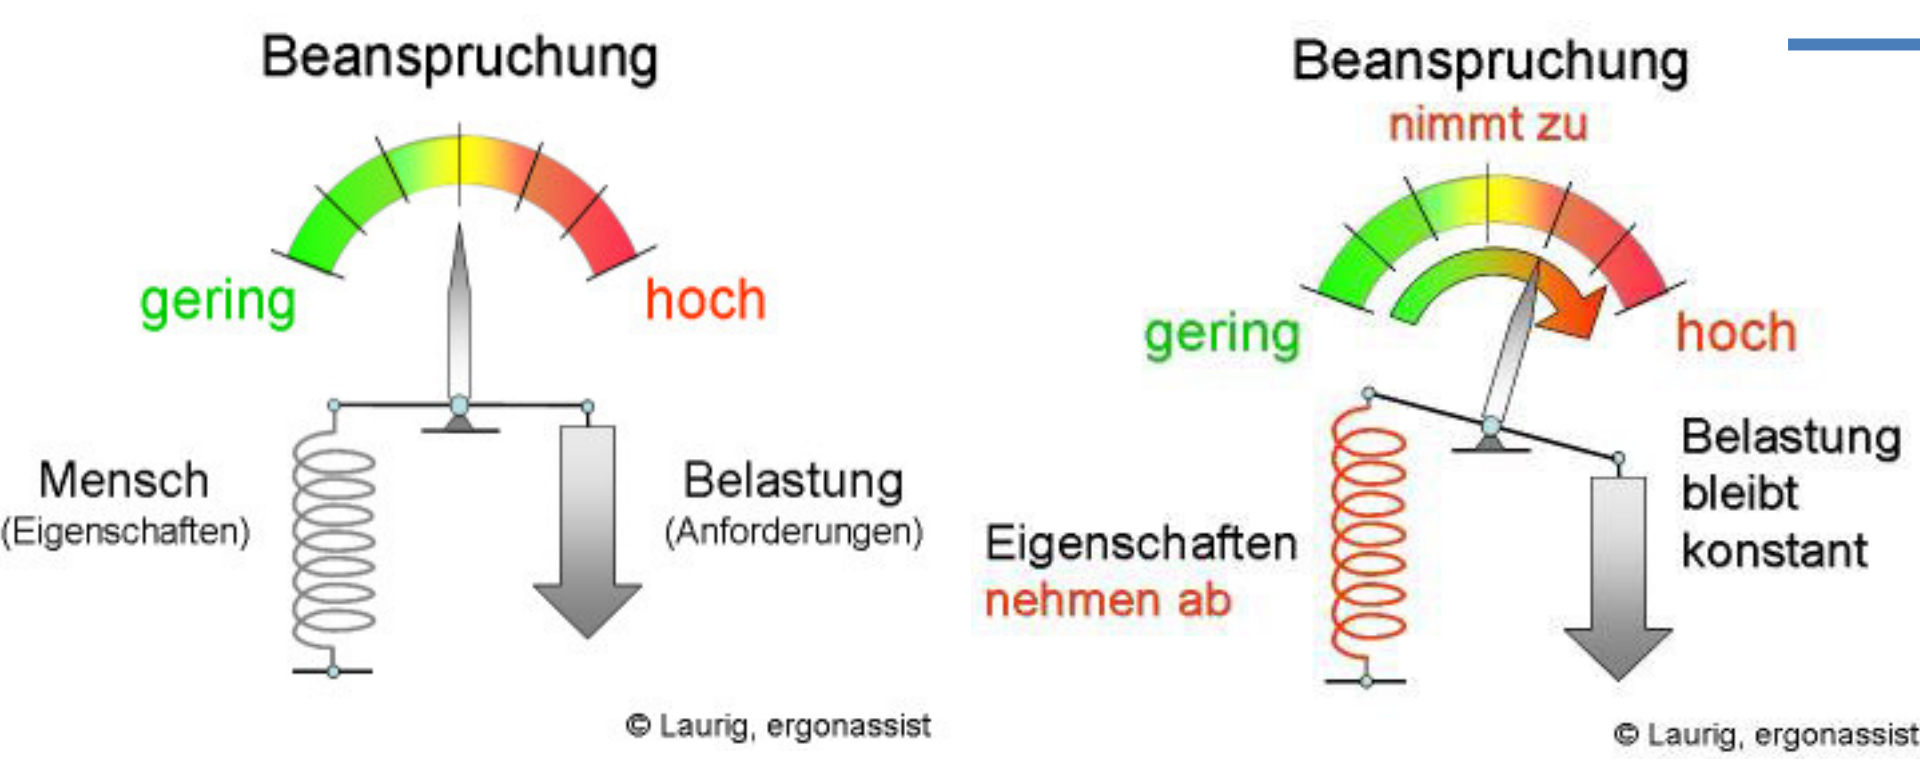 Beanspruchung
gering
hoch
Mensch
(Eigenschaften)
Belastung
(Anforderungen)
© Laurig, ergonassist
Beanspruchung
nimmt zu
gering
hoch
Eigenschaften
nehmen ab
Belastung
bleibt
konstant
© Laurig, ergonassist